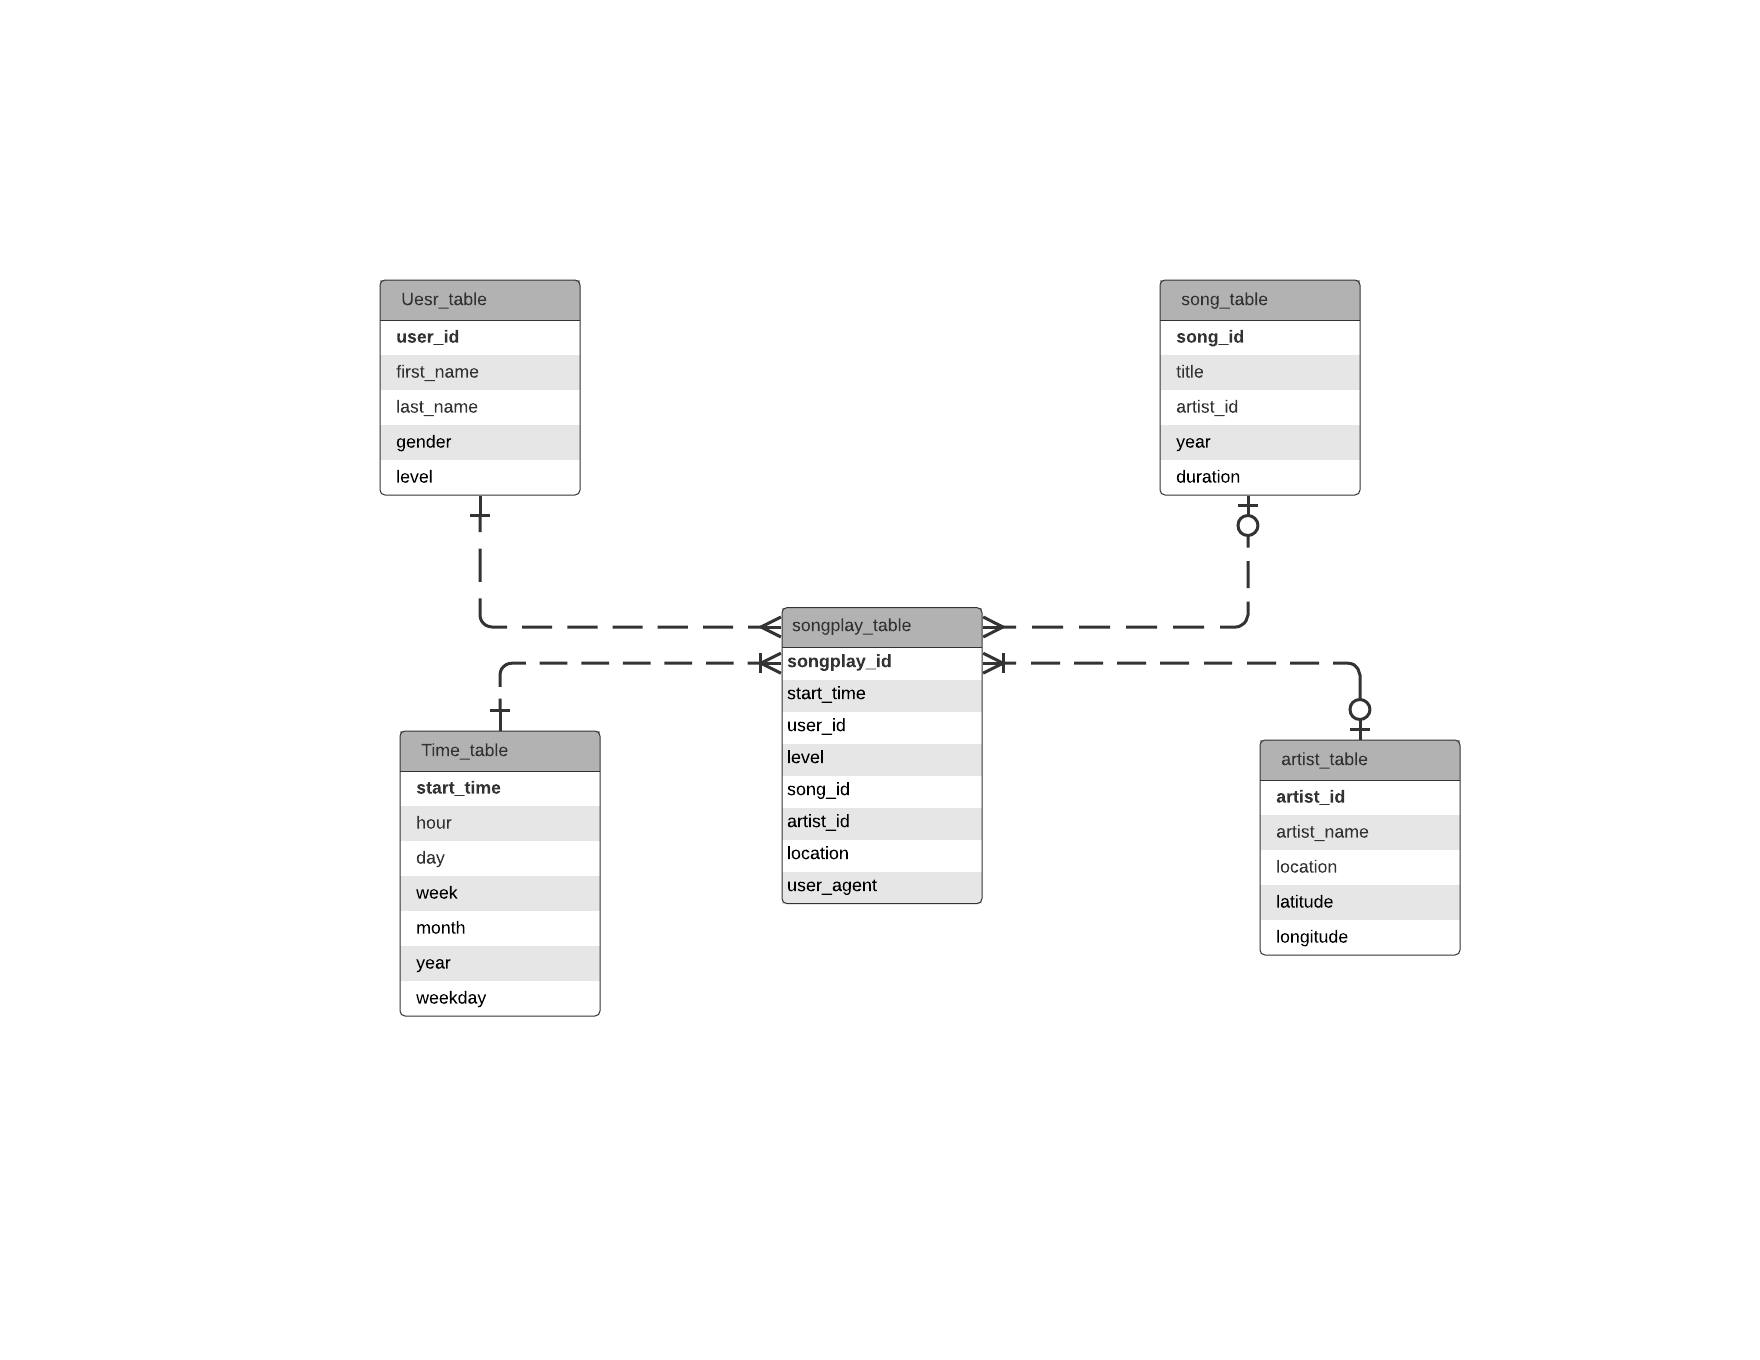 Uesr_table
user_id
first_name
last_name
gender
level
song_table
song_id
title
artist_id
year
duration
songplay_table
songplay_id
start_time
user_id
level
song_id
artist_id
location
user_agent
Time_table
start_time
hour
day
week
month
year
weekday
artist_table
artist_id
artist_name
location
latitude
longitude